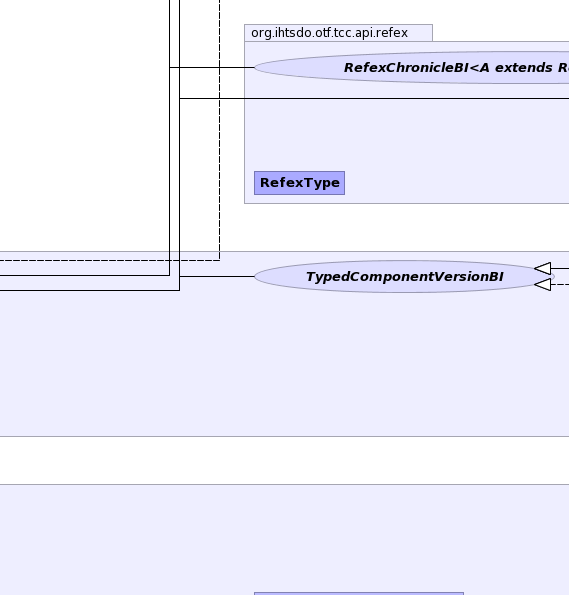 org.ihtsdo.otf.tcc.api.refex
RefexChronicleBI<A extends R
RefexType
TypedComponentVersionBI